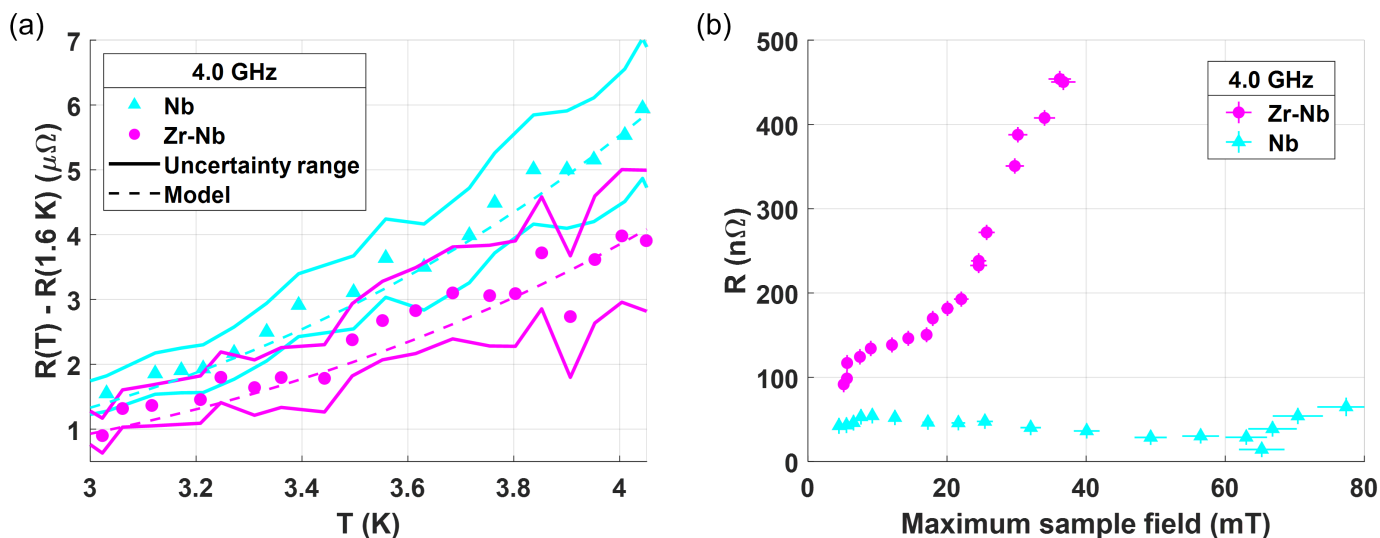 (a)
7
6
5
4
3
2
1
R(T) - R(1.6 K) (μΩ)
4.0 GHz
Nb
Zr-Nb
Uncertainty range
Model
3
3.2
3.4
3.6
3.8
4
T (K)
(b)
500
400
300
200
100
0
R (nΩ)
4.0 GHz
Zr-Nb
Nb
0
20
40
60
80
Maximum sample field (mT)